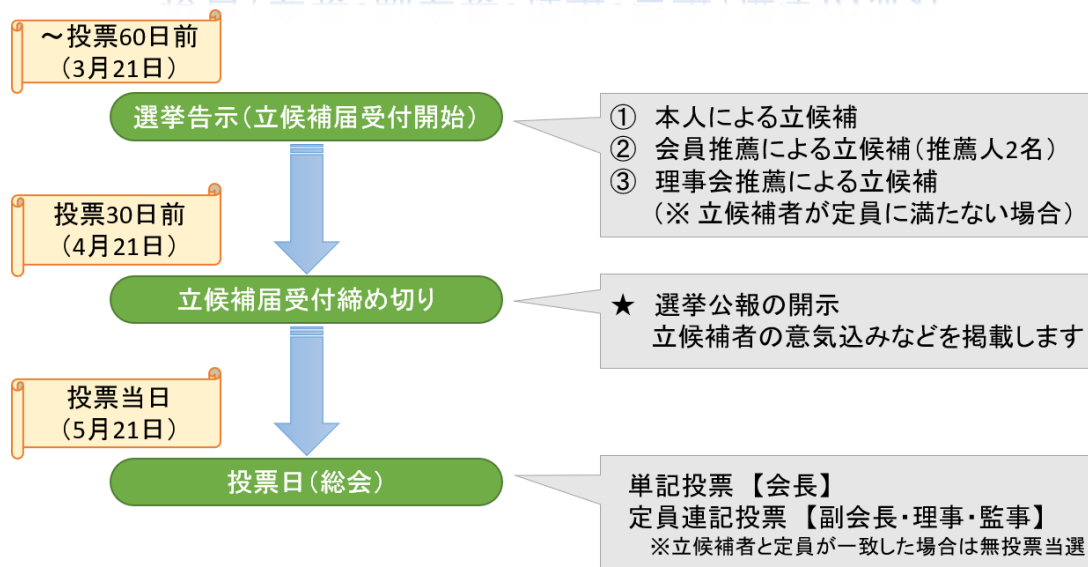 ～投票60日前
（3月21日）
選挙告示（立候補届受付開始）
① 本人による立候補
② 会員推薦による立候補（推薦人2名）
③ 理事会推薦による立候補
（※ 立候補者が定員に満たない場合）
投票30日前
（4月21日）
立候補届受付締め切り
★ 選挙公報の開示
立候補者の意気込みなどを掲載します
投票当日
（5月21日）
投票日（総会）
単記投票 【会長】
定員連記投票 【副会長・理事・監事】
※立候補者と定員が一致した場合は無投票当選